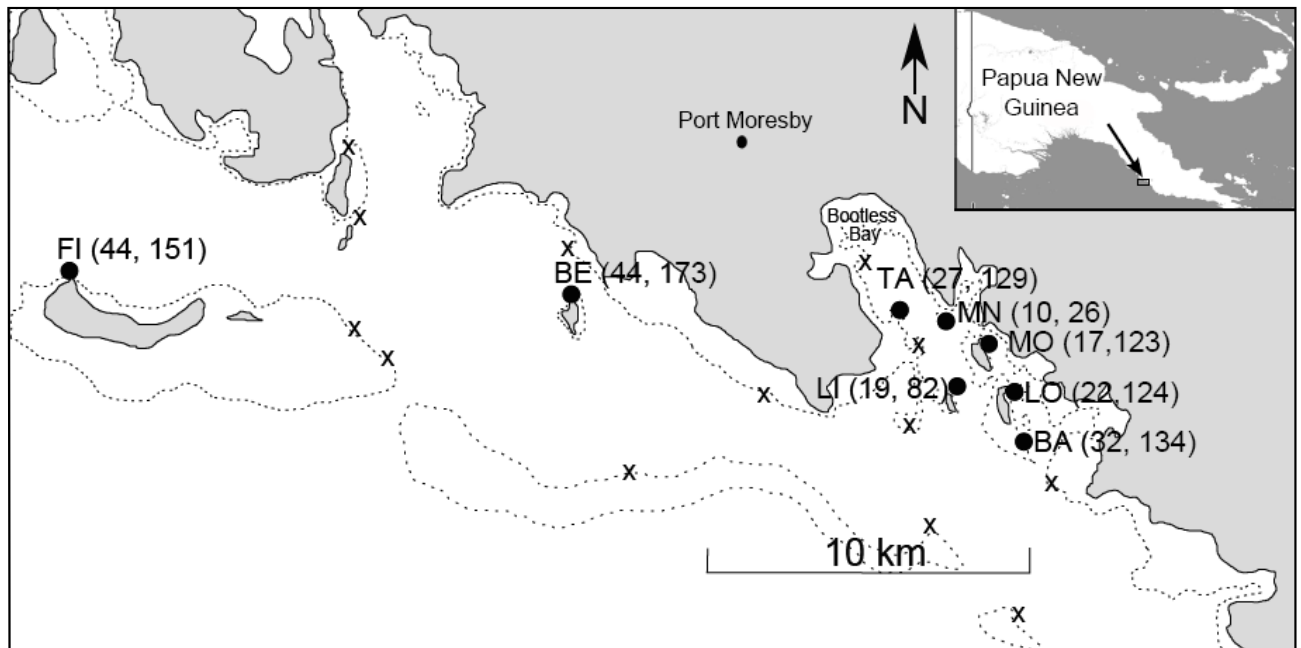 Papua New
Guinea
N
Port Moresby
Bootless
Bay
x
x
FI (44, 151)
x
BE (44, 173)
x
TA (27, 129)
MN (10, 26)
x
x
MO (17,123)
x
LI (19, 82)
LO (22,124)
x
x
BA (32, 134)
x
x
x
10 km
x